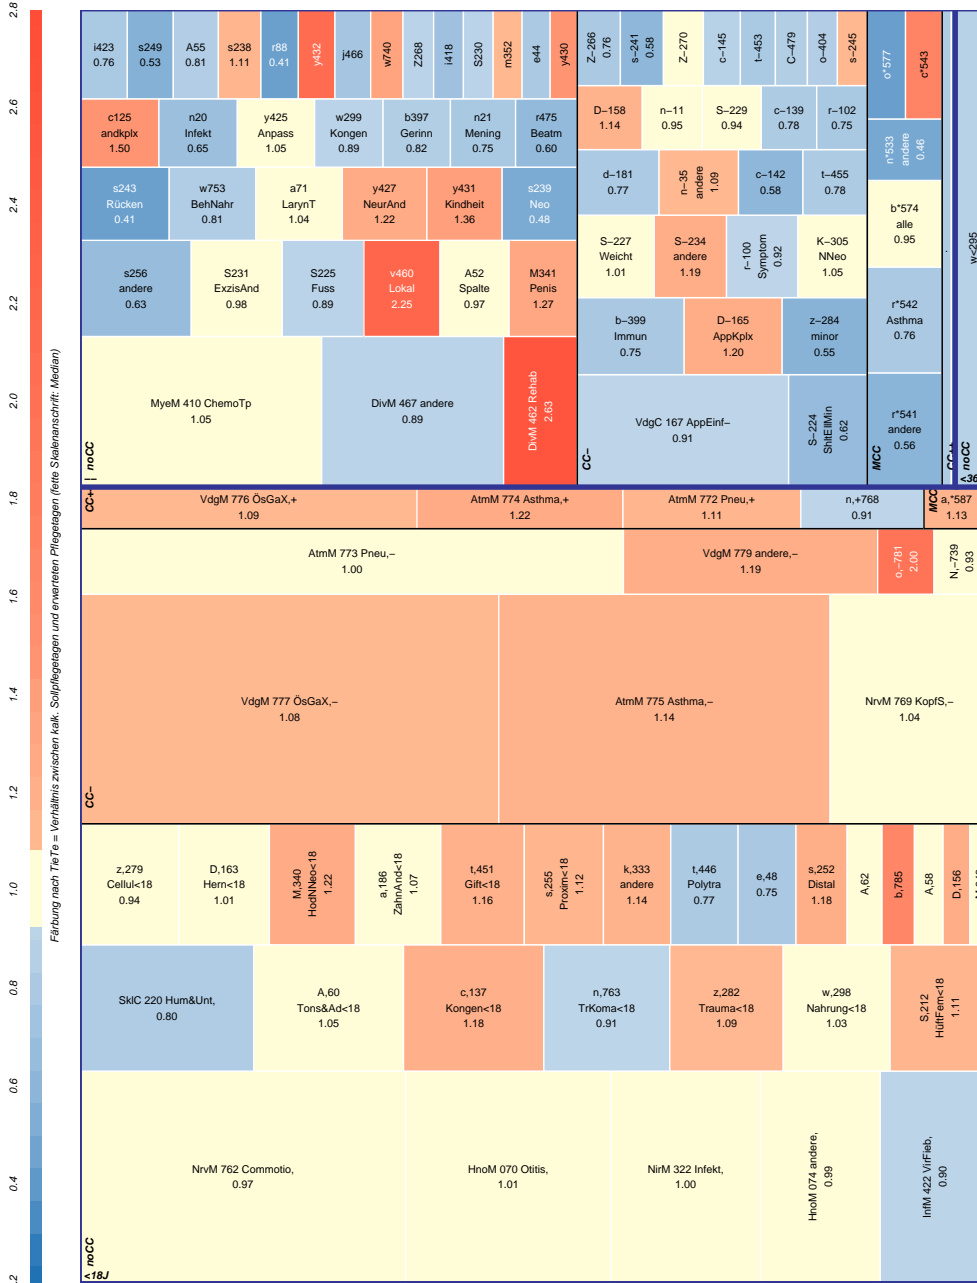 2.8
2.6
2.4
2.2
2.0
1.8
1.6
1.4
1.2
1.0
0.8
0.6
0.4
.2
Färbung nach TieTe = Verhältnis zwischen kalk. Sollpflegetagen und erwarteten Pflegetagen (fette Skalenanschrift: Median)
i423
0.76
s249
0.53
A55
0.81
s238
1.11
r88
0.41
y432
j466
w740
Z268
i418
S230
m352
e44
y430
c125
andkplx
1.50
n20
Infekt
0.65
y425
Anpass
1.05
w299
Kongen
0.89
b397
Gerinn
0.82
n21
Mening
0.75
r475
Beatm
0.60
s243
Rücken
0.41
w753
BehNahr
0.81
a71
LarynT
1.04
y427
NeurAnd
1.22
y431
Kindheit
1.36
s239
Neo
0.48
s256
andere
0.63
S231
ExzisAnd
0.98
S225
Fuss
0.89
v460
Lokal
2.25
A52
Spalte
0.97
M341
Penis
1.27
MyeM 410 ChemoTp
1.05
DivM 467 andere
0.89
DivM 462 Rehab
2.63
noCC
Z−266
0.76
s−241
0.58
Z−270
c−145
t−453
C−479
o−404
s−245
D−158
1.14
n−11
0.95
S−229
0.94
c−139
0.78
r−102
0.75
d−181
0.77
n−35
andere
1.09
c−142
0.58
t−455
0.78
S−227
Weicht
1.01
S−234
andere
1.19
r−100
Symptom
0.92
K−305
NNeo
1.05
b−399
Immun
0.75
D−165
AppKplx
1.20
z−284
minor
0.55
VdgC 167 AppEinf−
0.91
S−224
ShltEllMin
0.62
CC−
o*577
c*543
n*533
andere
0.46
b*574
alle
0.95
r*542
Asthma
0.76
r*541
andere
0.56
MCC
CC++
w<295
noCC
<36
CC+
VdgM 776 ÖsGaX,+
1.09
AtmM 774 Asthma,+
1.22
AtmM 772 Pneu,+
1.11
n,+768
0.91
MCC
a,*587
1.13
AtmM 773 Pneu,−
1.00
VdgM 779 andere,−
1.19
o,−781
2.00
N,−739
0.93
VdgM 777 ÖsGaX,−
1.08
AtmM 775 Asthma,−
1.14
NrvM 769 KopfS,−
1.04
CC−
z,279
Cellul<18
0.94
D,163
Hern<18
1.01
M,340
HodNNeo<18
1.22
a,186
ZahnAnd<18
1.07
t,451
Gift<18
1.16
s,255
Proxim<18
1.12
k,333
andere
1.14
t,446
Polytra
0.77
e,48
0.75
s,252
Distal
1.18
A,62
b,785
A,58
D,156
SklC 220 Hum&Unt,
0.80
A,60
Tons&Ad<18
1.05
c,137
Kongen<18
1.18
n,763
TrKoma<18
0.91
z,282
Trauma<18
1.09
w,298
Nahrung<18
1.03
S,212
HüftFem<18
1.11
NrvM 762 Commotio,
0.97
HnoM 070 Otitis,
1.01
NirM 322 Infekt,
1.00
HnoM 074 andere,
0.99
InfM 422 VirFieb,
0.90
noCC
<18J